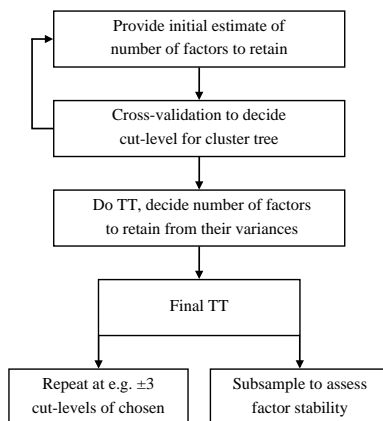 Provide initial estimate of
number of factors to retain
Cross-validation to decide
cut-level for cluster tree
Do TT, decide number of factors
to retain from their variances
Final TT
Repeat at e.g. ±3
cut-levels of chosen
Subsample to assess
factor stability